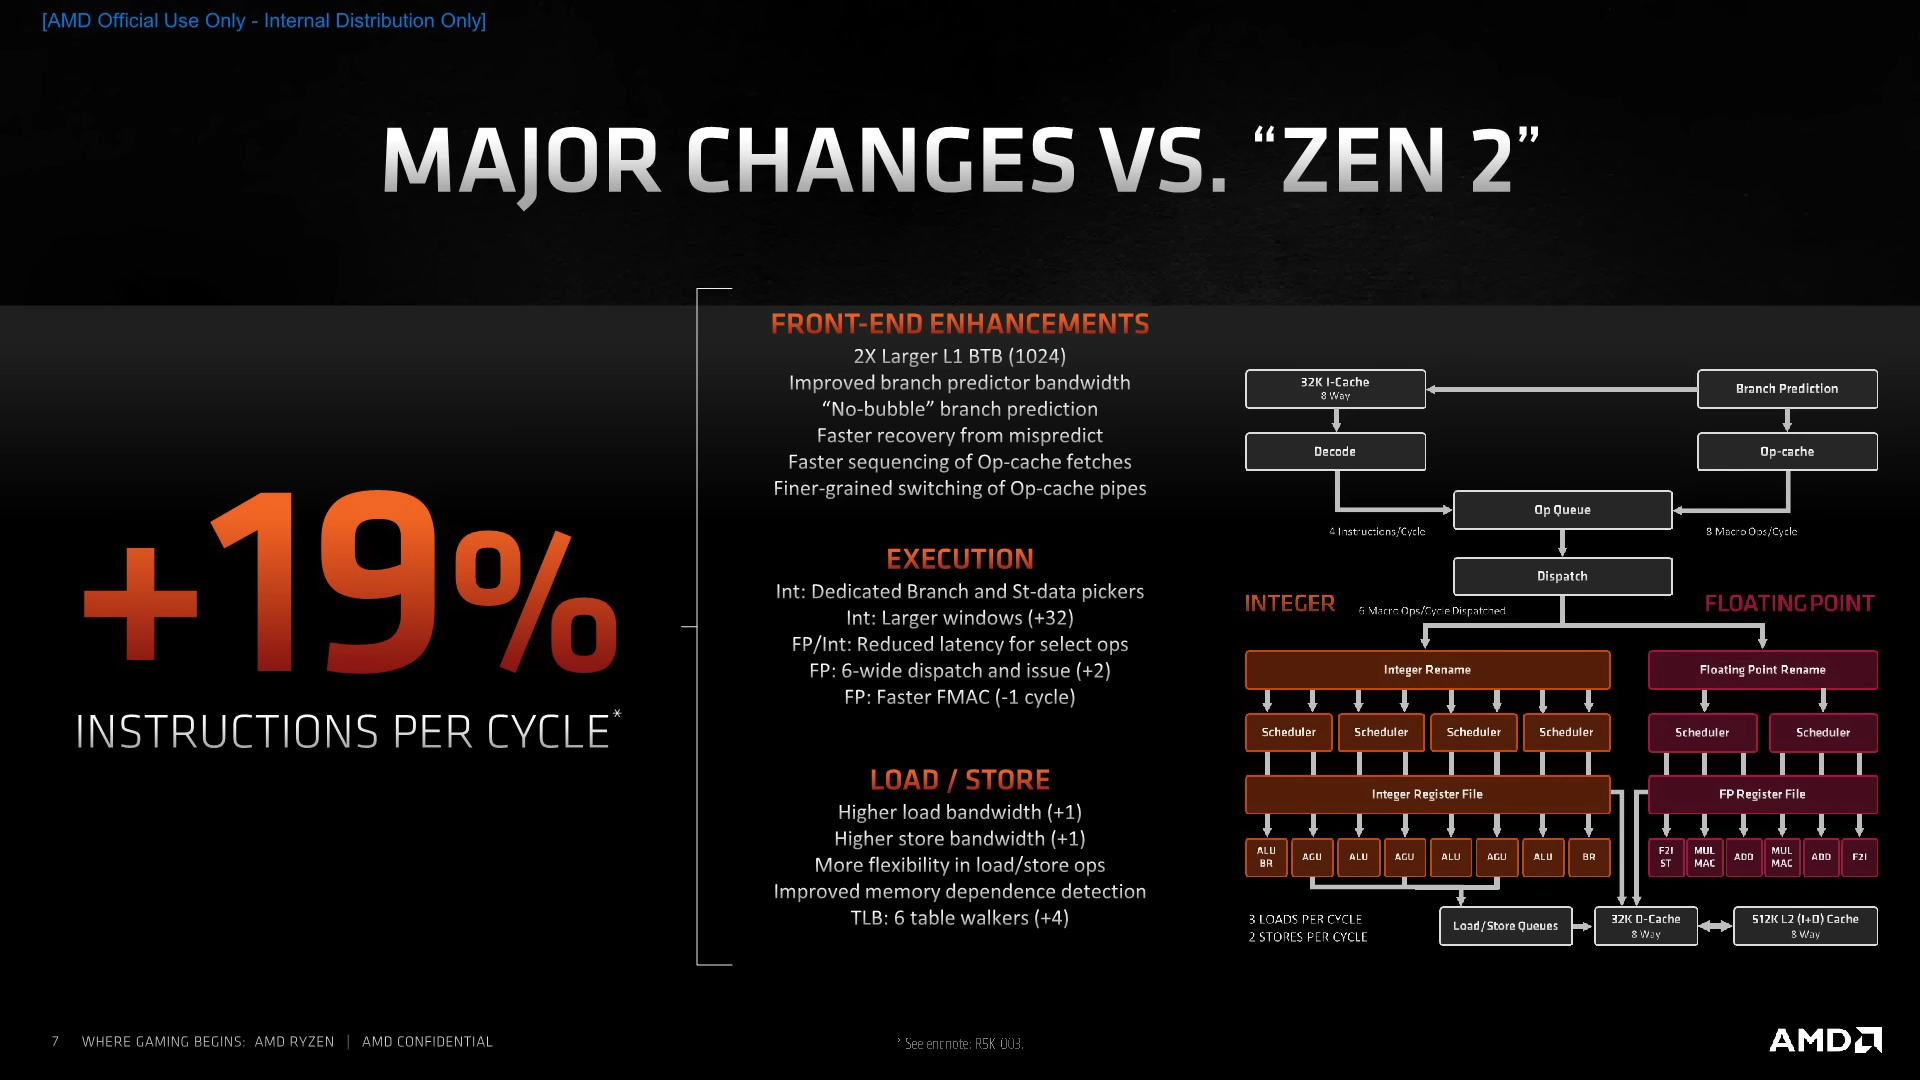 [AMD Official Use Only - Internal Distribution Only]
MAJOR CHANGES VS. “ZEN 2”
+19%
INSTRUCTIONS PER CYCLE*
FRONT-END ENHANCEMENTS
2X Larger L1 BTB (1024)
Improved branch predictor bandwidth
“No-bubble” branch prediction
Faster recovery from mispredict
Faster sequencing of Op-cache fetches
Finer-grained switching of Op-cache pipes
EXECUTION
Int: Dedicated Branch and St-data pickers
Int: Larger windows (+32)
FP/Int: Reduced latency for select ops
FP: 6-wide dispatch and issue (+2)
FP: Faster FMAC (-1 cycle)
LOAD / STORE
Higher load bandwidth (+1)
Higher store bandwidth (+1)
More flexibility in load/store ops
Improved memory dependence detection
TLB: 6 table walkers (+4)
32K I-Cache
8 Way
Branch Prediction
Decode
Op-cache
Op Queue
4 Instructions/Cycle
8 Macro Ops/Cycle
Dispatch
INTEGER
6 Macro Ops/Cycle Dispatched
FLOATING POINT
Integer Rename
Floating Point Rename
Scheduler Scheduler Scheduler Scheduler
Scheduler Scheduler
Integer Register File
FP Register File
ALU
BR
AGU
ALU
AGU
ALU
AGU
ALU
BR
F2I
ST
MUL
MAC
ADD
MUL
MAC
ADD
F2I
3 LOADS PER CYCLE
2 STORES PER CYCLE
Load/Store Queues
32K D-Cache
8 Way
512K L2 (I+D) Cache
8 Way
7 WHERE GAMING BEGINS: AMD RYZEN | AMD CONFIDENTIAL
* See endnote: R5K-003.
AMD